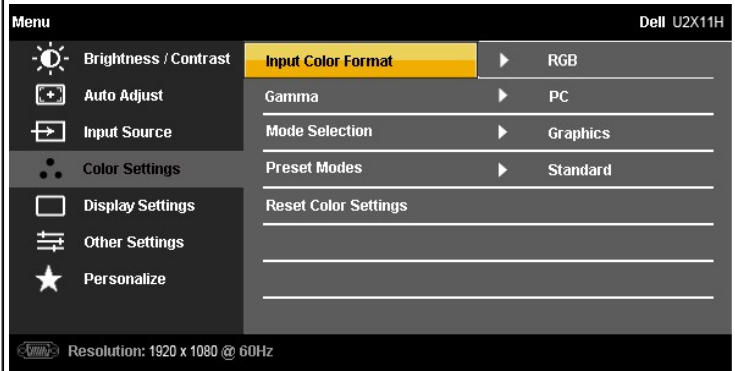 Menu Dell U2X11H
Brightness / Contrast Input Color Format RGB
Auto Adjust Gamma PC
Input Source Mode Selection Graphics
Color Settings Preset Modes Standard
Display Settings Reset Color Settings
Other Settings
Personalize
Resolution: 1920 x 1080 @ 60Hz